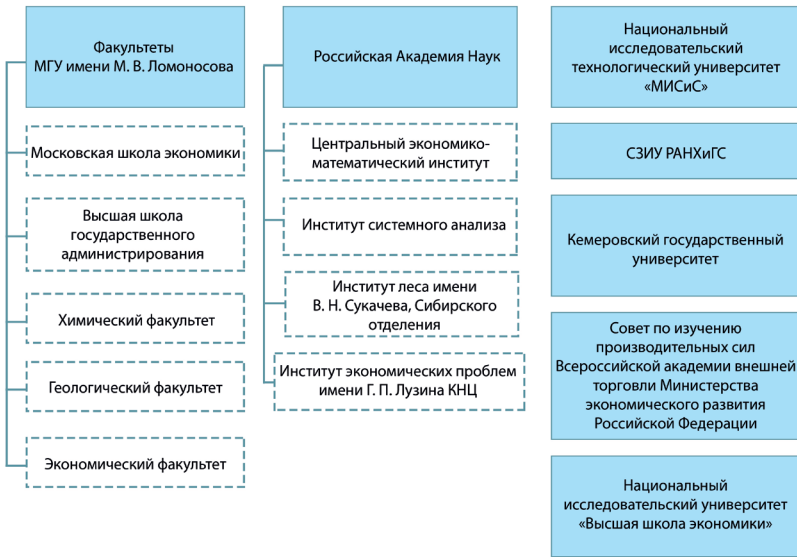 Факультеты
МГУ имени М. В. Ломоносова
Московская школа экономики
Высшая школа
государственного
администрирования
Химический факультет
Геологический факультет
Экономический факультет
Российская Академия Наук
Центральный экономико-
математический институт
Институт системного анализа
Институт леса имени
В. Н. Сукачева, Сибирского
отделения
Институт экономических проблем
имени Г. П. Лузина КНЦ
Национальный
исследовательский
технологический университет
«МИСиС»
СЗИУ РАНХиГС
Кемеровский государственный
университет
Совет по изучению
производительных сил
Всероссийской академии внешней
торговли Министерства
экономического развития
Российской Федерации
Национальный
исследовательский университет
«Высшая школа экономики»